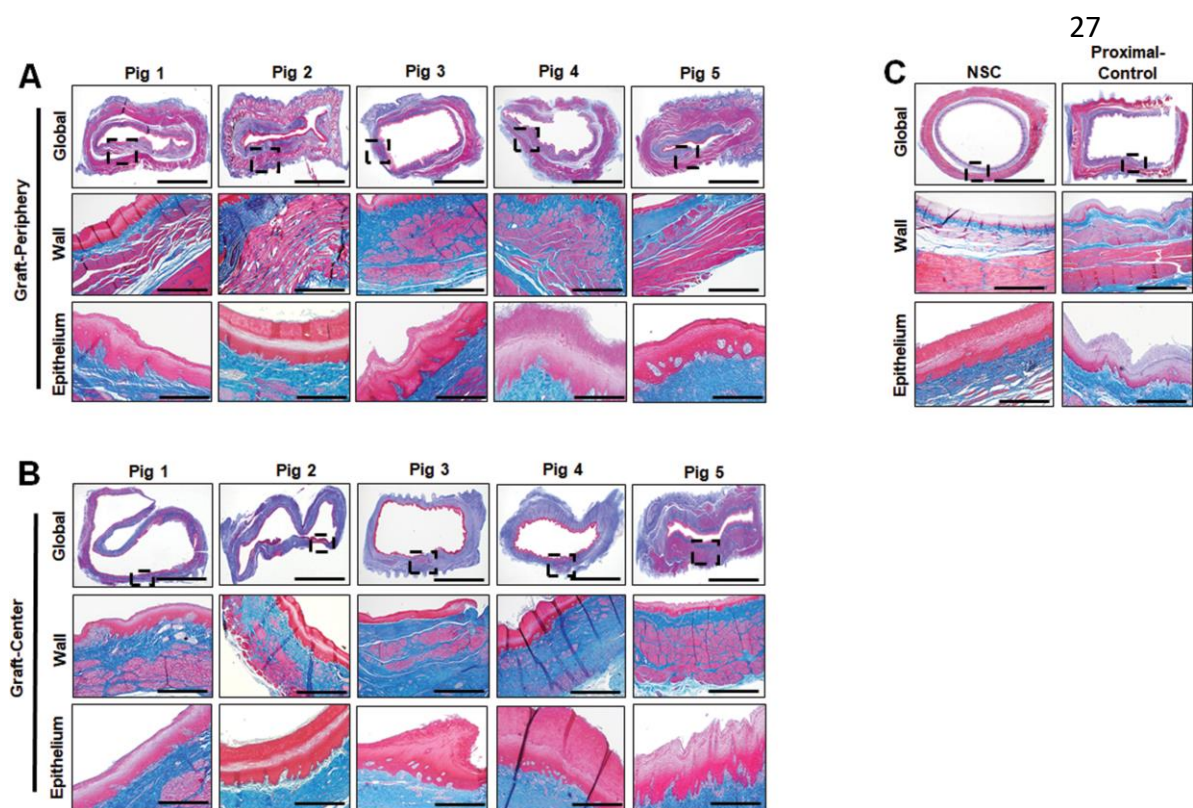 27
A
Pig 1 Pig 2 Pig 3 Pig 4 Pig 5
Graft-Periphery
Global
Wall
Epithelium
B
Pig 1 Pig 2 Pig 3 Pig 4 Pig 5
Graft-Center
Global
Wall
Epithelium
C
NSC
Proximal-
Control
Global
Wall
Epithelium